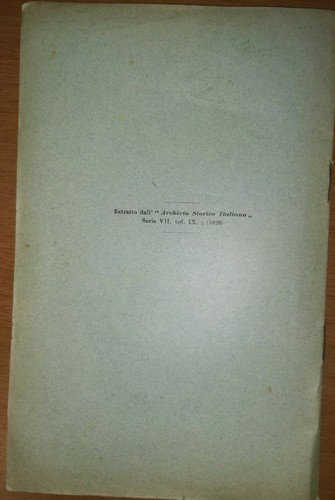 Estratto dall' "Archivio Storico Italiano„
Serie VII, vol. IX, 1 (1928)